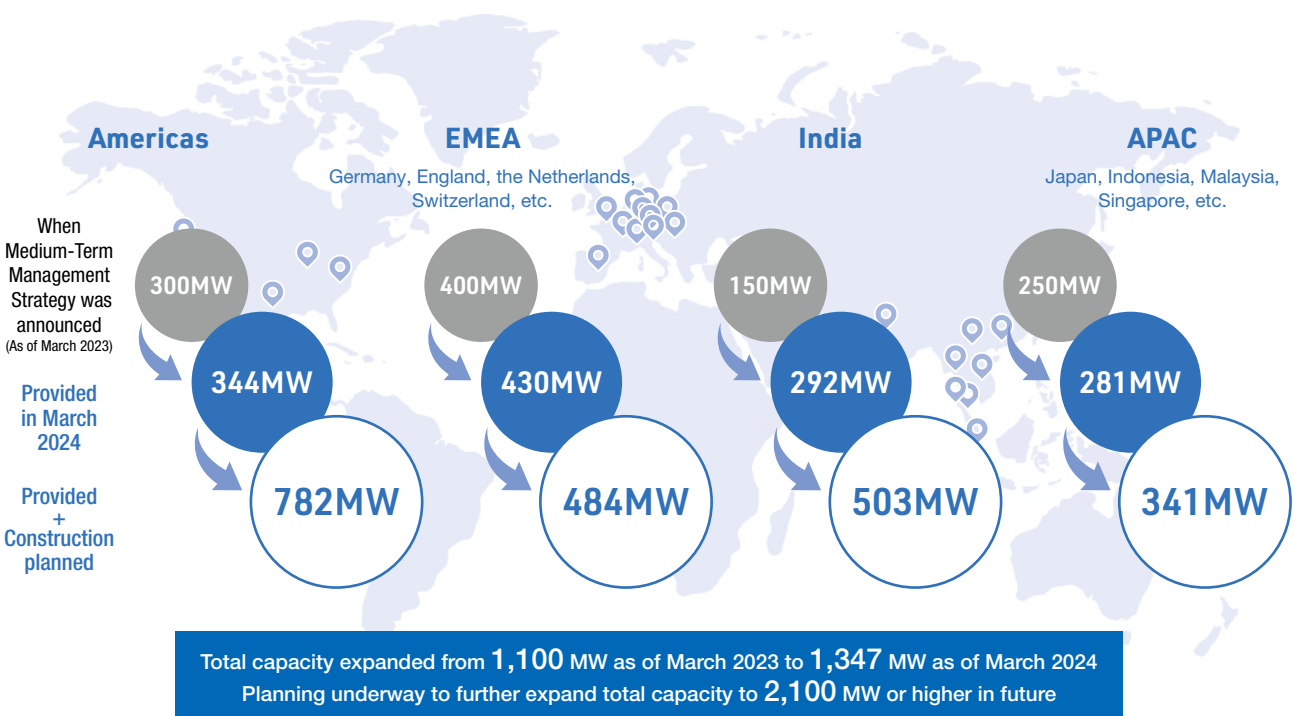 Americas
EMEA
India
APAC
Germany, England, the Netherlands,
Switzerland, etc.
Japan, Indonesia, Malaysia,
Singapore, etc.
When
Medium-Term
Management
Strategy was
announced
(As of March 2023)
300MW
400MW
150MW
250MW
Provided
in March
2024
344MW
430MW
292MW
281MW
Provided
+
Construction
planned
782MW
484MW
503MW
341MW
Total capacity expanded from 1,100 MW as of March 2023 to 1,347 MW as of March 2024
Planning underway to further expand total capacity to 2,100 MW or higher in future